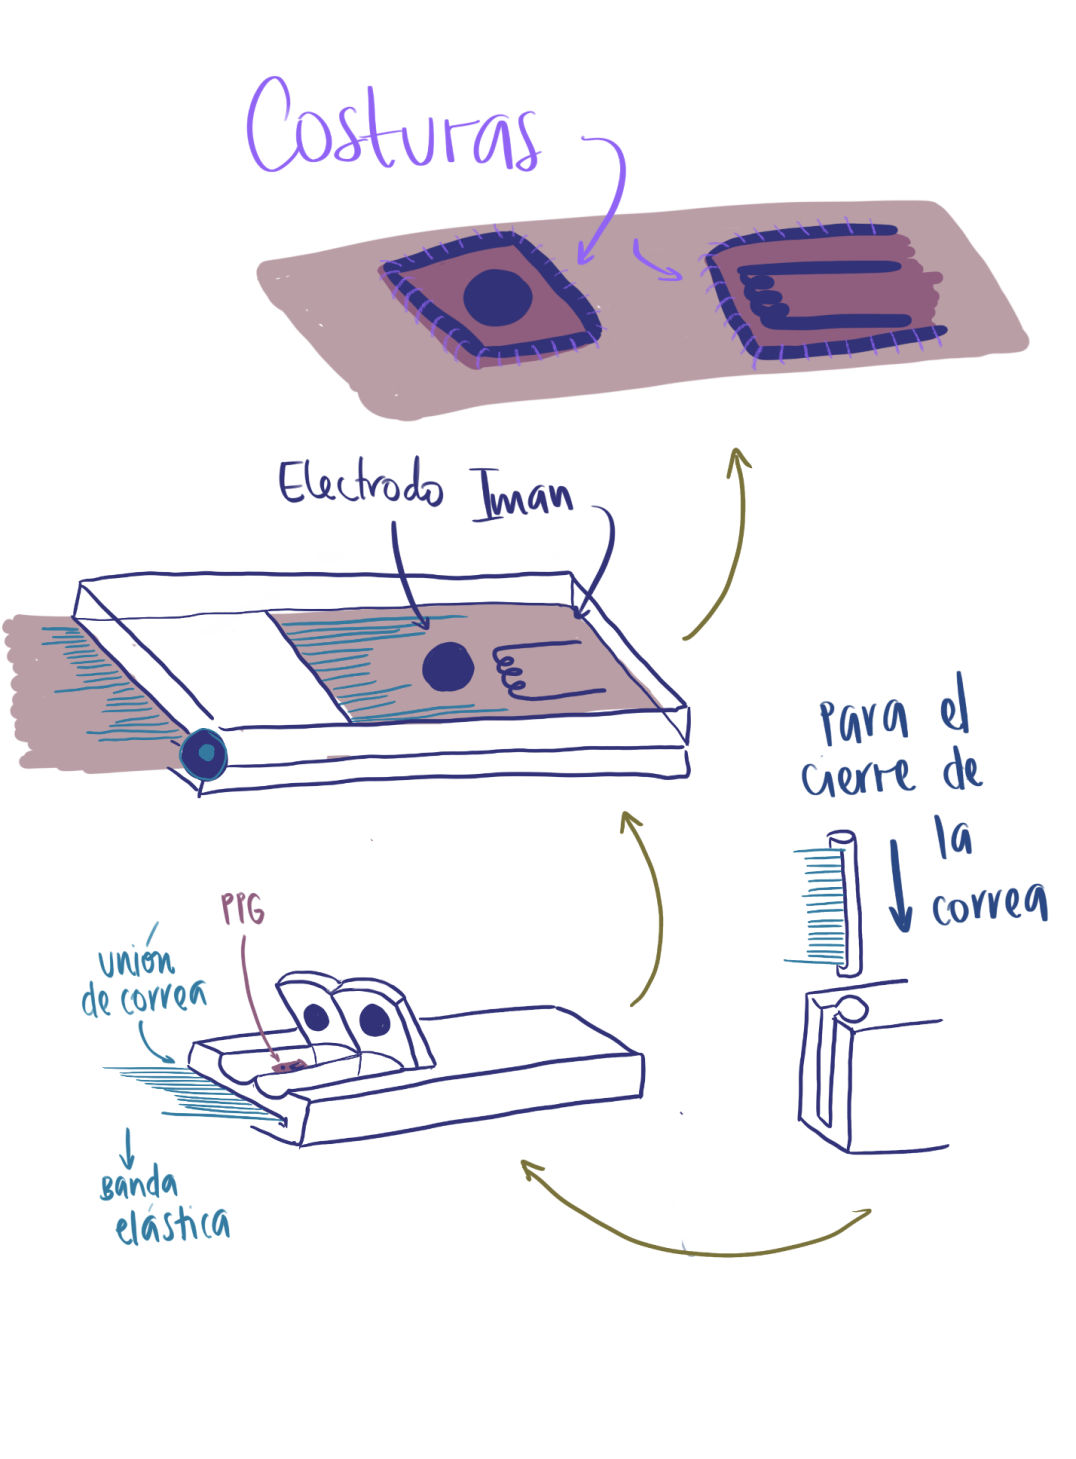 Costuras
Electrodo
Iman
para el
cierre de
la
correa
PPG
unión
de correa
Banda
elástica